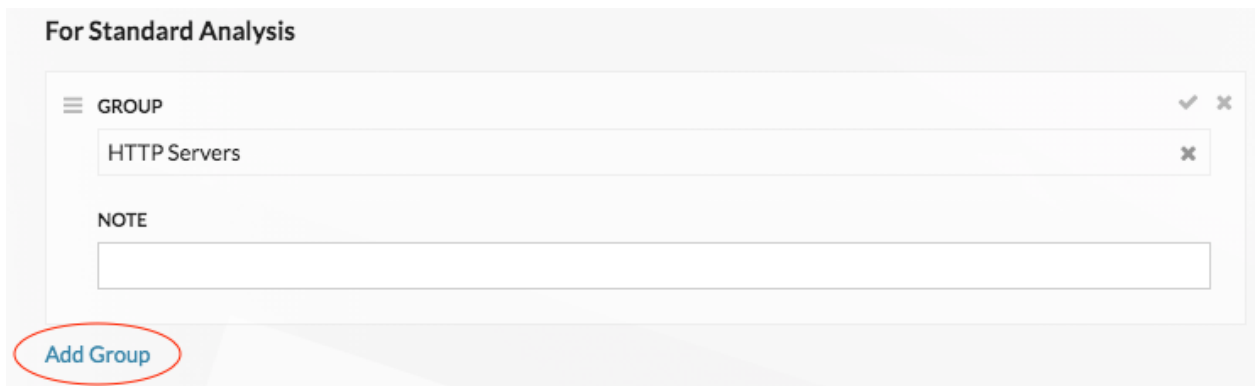 For Standard Analysis
GROUP
HTTP Servers
NOTE
Add Group